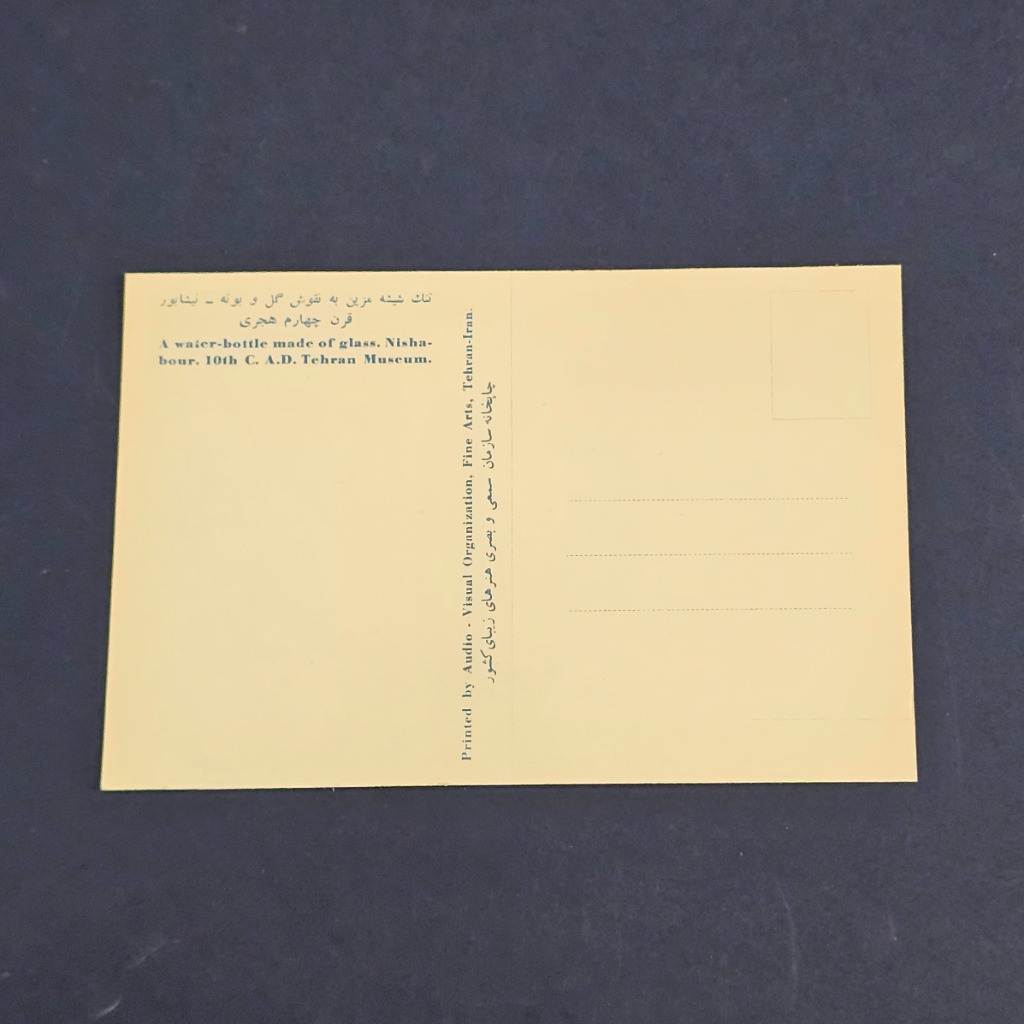 تنگ شیشه مزین به نقوش گل و بوته ـ نیشابور
قرن چهارم هجری
A water-bottle made of glass. Nisha-
bour. 10th C. A.D. Tehran Museum.
Printed by Audio - Visual Organization, Fine Arts, Tehran-Iran.
چاپخانه سازمان سمعی و بصری هنرهای زیبای کشور